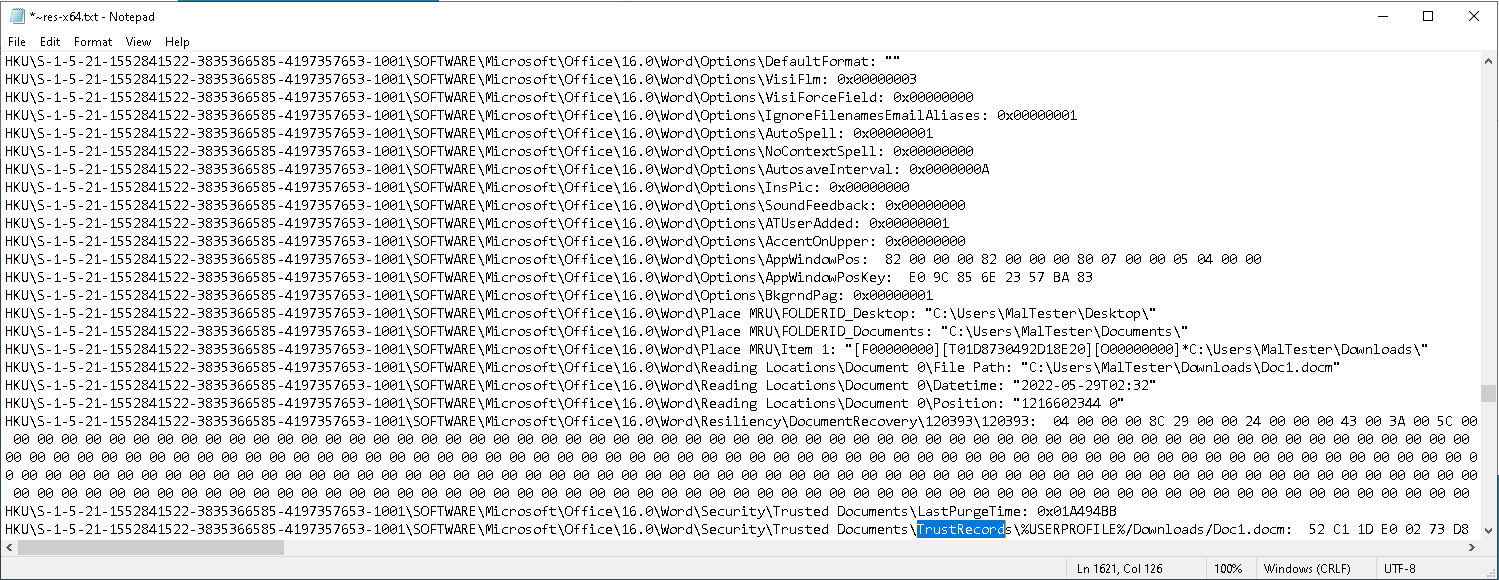 *~res-x64.txt - Notepad
File Edit Format View Help
HKU\S-1-5-21-1552841522-3835366585-4197357653-1001\SOFTWARE\Microsoft\Office\16.0\Word\Options\DefaultFormat: ""
HKU\S-1-5-21-1552841522-3835366585-4197357653-1001\SOFTWARE\Microsoft\Office\16.0\Word\Options\VisiFlm: 0x00000003
HKU\S-1-5-21-1552841522-3835366585-4197357653-1001\SOFTWARE\Microsoft\Office\16.0\Word\Options\VisiForceField: 0x00000000
HKU\S-1-5-21-1552841522-3835366585-4197357653-1001\SOFTWARE\Microsoft\Office\16.0\Word\Options\IgnoreFilenamesEmailAliases: 0x00000001
HKU\S-1-5-21-1552841522-3835366585-4197357653-1001\SOFTWARE\Microsoft\Office\16.0\Word\Options\AutoSpell: 0x00000001
HKU\S-1-5-21-1552841522-3835366585-4197357653-1001\SOFTWARE\Microsoft\Office\16.0\Word\Options\NoContextSpell: 0x00000000
HKU\S-1-5-21-1552841522-3835366585-4197357653-1001\SOFTWARE\Microsoft\Office\16.0\Word\Options\AutosaveInterval: 0x0000000A
HKU\S-1-5-21-1552841522-3835366585-4197357653-1001\SOFTWARE\Microsoft\Office\16.0\Word\Options\InsPic: 0x00000000
HKU\S-1-5-21-1552841522-3835366585-4197357653-1001\SOFTWARE\Microsoft\Office\16.0\Word\Options\SoundFeedback: 0x00000000
HKU\S-1-5-21-1552841522-3835366585-4197357653-1001\SOFTWARE\Microsoft\Office\16.0\Word\Options\ATUserAdded: 0x00000001
HKU\S-1-5-21-1552841522-3835366585-4197357653-1001\SOFTWARE\Microsoft\Office\16.0\Word\Options\AccentOnUpper: 0x00000000
HKU\S-1-5-21-1552841522-3835366585-4197357653-1001\SOFTWARE\Microsoft\Office\16.0\Word\Options\AppWindowPos:  82 00 00 00 82 00 00 00 80 07 00 00 05 04 00 00
HKU\S-1-5-21-1552841522-3835366585-4197357653-1001\SOFTWARE\Microsoft\Office\16.0\Word\Options\AppWindowPosKey:  E0 9C 85 6E 23 57 BA 83
HKU\S-1-5-21-1552841522-3835366585-4197357653-1001\SOFTWARE\Microsoft\Office\16.0\Word\Options\BkgrndPag: 0x00000001
HKU\S-1-5-21-1552841522-3835366585-4197357653-1001\SOFTWARE\Microsoft\Office\16.0\Word\Place MRU\FOLDERID_Desktop: "C:\Users\MalTester\Desktop\"
HKU\S-1-5-21-1552841522-3835366585-4197357653-1001\SOFTWARE\Microsoft\Office\16.0\Word\Place MRU\FOLDERID_Documents: "C:\Users\MalTester\Documents\"
HKU\S-1-5-21-1552841522-3835366585-4197357653-1001\SOFTWARE\Microsoft\Office\16.0\Word\Place MRU\Item 1: "[F00000000][T01D8730492D18E20][O00000000]*C:\Users\MalTester\Downloads\"
HKU\S-1-5-21-1552841522-3835366585-4197357653-1001\SOFTWARE\Microsoft\Office\16.0\Word\Reading Locations\Document 0\File Path: "C:\Users\MalTester\Downloads\Doc1.docm"
HKU\S-1-5-21-1552841522-3835366585-4197357653-1001\SOFTWARE\Microsoft\Office\16.0\Word\Reading Locations\Document 0\Datetime: "2022-05-29T02:32"
HKU\S-1-5-21-1552841522-3835366585-4197357653-1001\SOFTWARE\Microsoft\Office\16.0\Word\Reading Locations\Document 0\Position: "1216602344 0"
HKU\S-1-5-21-1552841522-3835366585-4197357653-1001\SOFTWARE\Microsoft\Office\16.0\Word\Resiliency\DocumentRecovery\120393\120393:  04 00 00 00 8C 29 00 00 24 00 00 00 43 00 3A 00 5C 00
00 00 00 00 00 00 00 00 00 00 00 00 00 00 00 00 00 00 00 00 00 00 00 00 00 00 00 00 00 00 00 00 00 00 00 00 00 00 00 00 00 00 00 00 00 00 00 00 00 00 00 00 00 00 00 00 00 00 00 00 00
00 00 00 00 00 00 00 00 00 00 00 00 00 00 00 00 00 00 00 00 00 00 00 00 00 00 00 00 00 00 00 00 00 00 00 00 00 00 00 00 00 00 00 00 00 00 00 00 00 00 00 00 00 00 00 00 00 00 00 00 00 0
0 00 00 00 00 00 00 00 00 00 00 00 00 00 00 00 00 00 00 00 00 00 00 00 00 00 00 00 00 00 00 00 00 00 00 00 00 00 00 00 00 00 00 00 00 00 00 00 00 00 00 00 00 00 00 00 00 00 00 00 00 00
00 00 00 00 00 00 00 00 00 00 00 00 00 00 00 00 00 00 00 00 00 00 00 00 00 00 00 00 00 00 00 00 00 00 00 00 00 00 00 00 00 00 00 00 00 00 00 00 00 00 00 00 00 00 00 00 00 00 00 00 00
HKU\S-1-5-21-1552841522-3835366585-4197357653-1001\SOFTWARE\Microsoft\Office\16.0\Word\Security\Trusted Documents\LastPurgeTime: 0x01A494BB
HKU\S-1-5-21-1552841522-3835366585-4197357653-1001\SOFTWARE\Microsoft\Office\16.0\Word\Security\Trusted Documents\TrustRecords\%USERPROFILE%/Downloads/Doc1.docm:  52 C1 1D E0 02 73 D8
Ln 1621, Col 126 100% Windows (CRLF) UTF-8